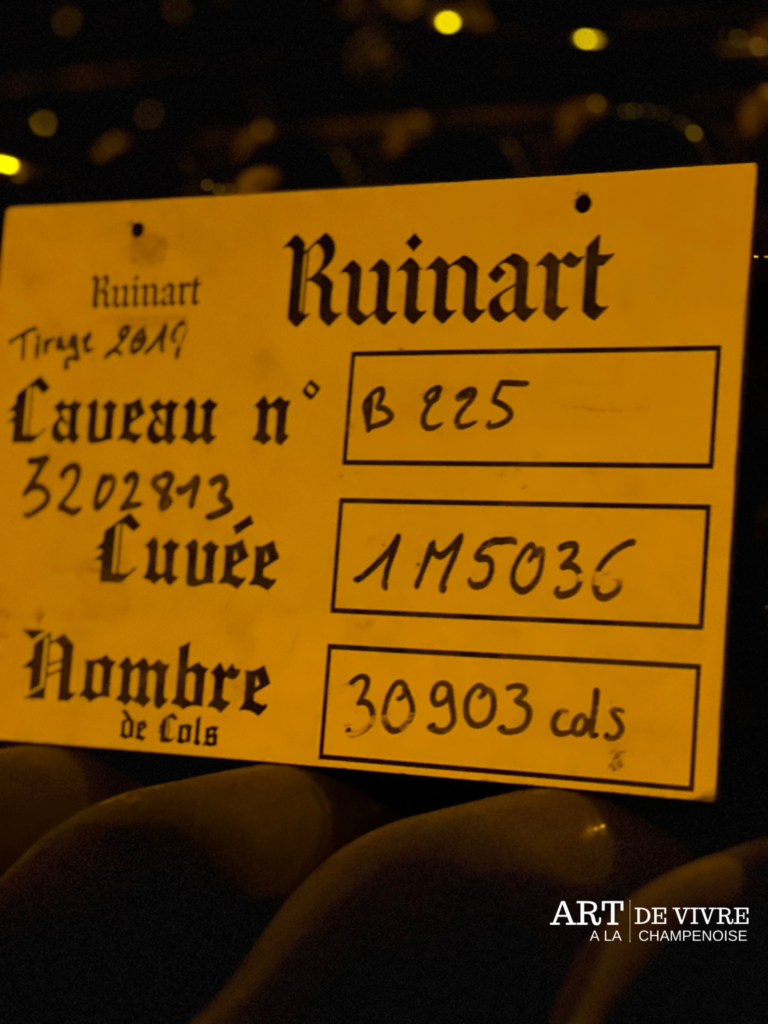 Ruinart
Ruinart
Tirage 2019
Caveau n° B 225
3202813
Cuvée 1M5036
Nombre
de Cols 30903 cols
ART DE VIVRE
A LA CHAMPENOISE